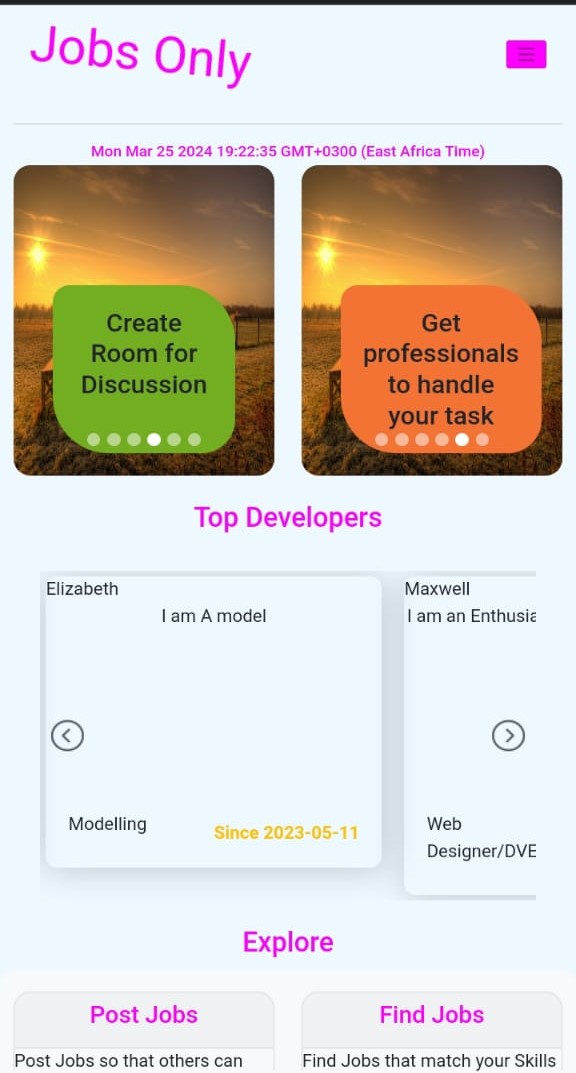 Jobs Only
Mon Mar 25 2024 19:22:35 GMT+0300 (East Africa Time)
Create
Room for
Discussion
Get
professionals
to handle
your task
Top Developers
Elizabeth
I am A model
Modelling
Since 2023-05-11
Maxwell
I am an Enthusia
Web
Designer/DVE
Explore
Post Jobs
Post Jobs so that others can
Find Jobs
Find Jobs that match your Skills